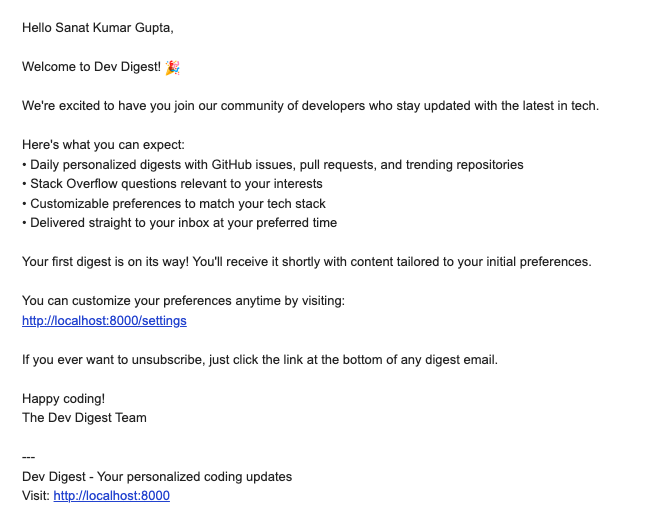 Hello Sanat Kumar Gupta,
Welcome to Dev Digest! 🎉
We're excited to have you join our community of developers who stay updated with the latest in tech.
Here's what you can expect:
• Daily personalized digests with GitHub issues, pull requests, and trending repositories
• Stack Overflow questions relevant to your interests
• Customizable preferences to match your tech stack
• Delivered straight to your inbox at your preferred time
Your first digest is on its way! You'll receive it shortly with content tailored to your initial preferences.
You can customize your preferences anytime by visiting:
http://localhost:8000/settings
If you ever want to unsubscribe, just click the link at the bottom of any digest email.
Happy coding!
The Dev Digest Team
---
Dev Digest - Your personalized coding updates
Visit: http://localhost:8000